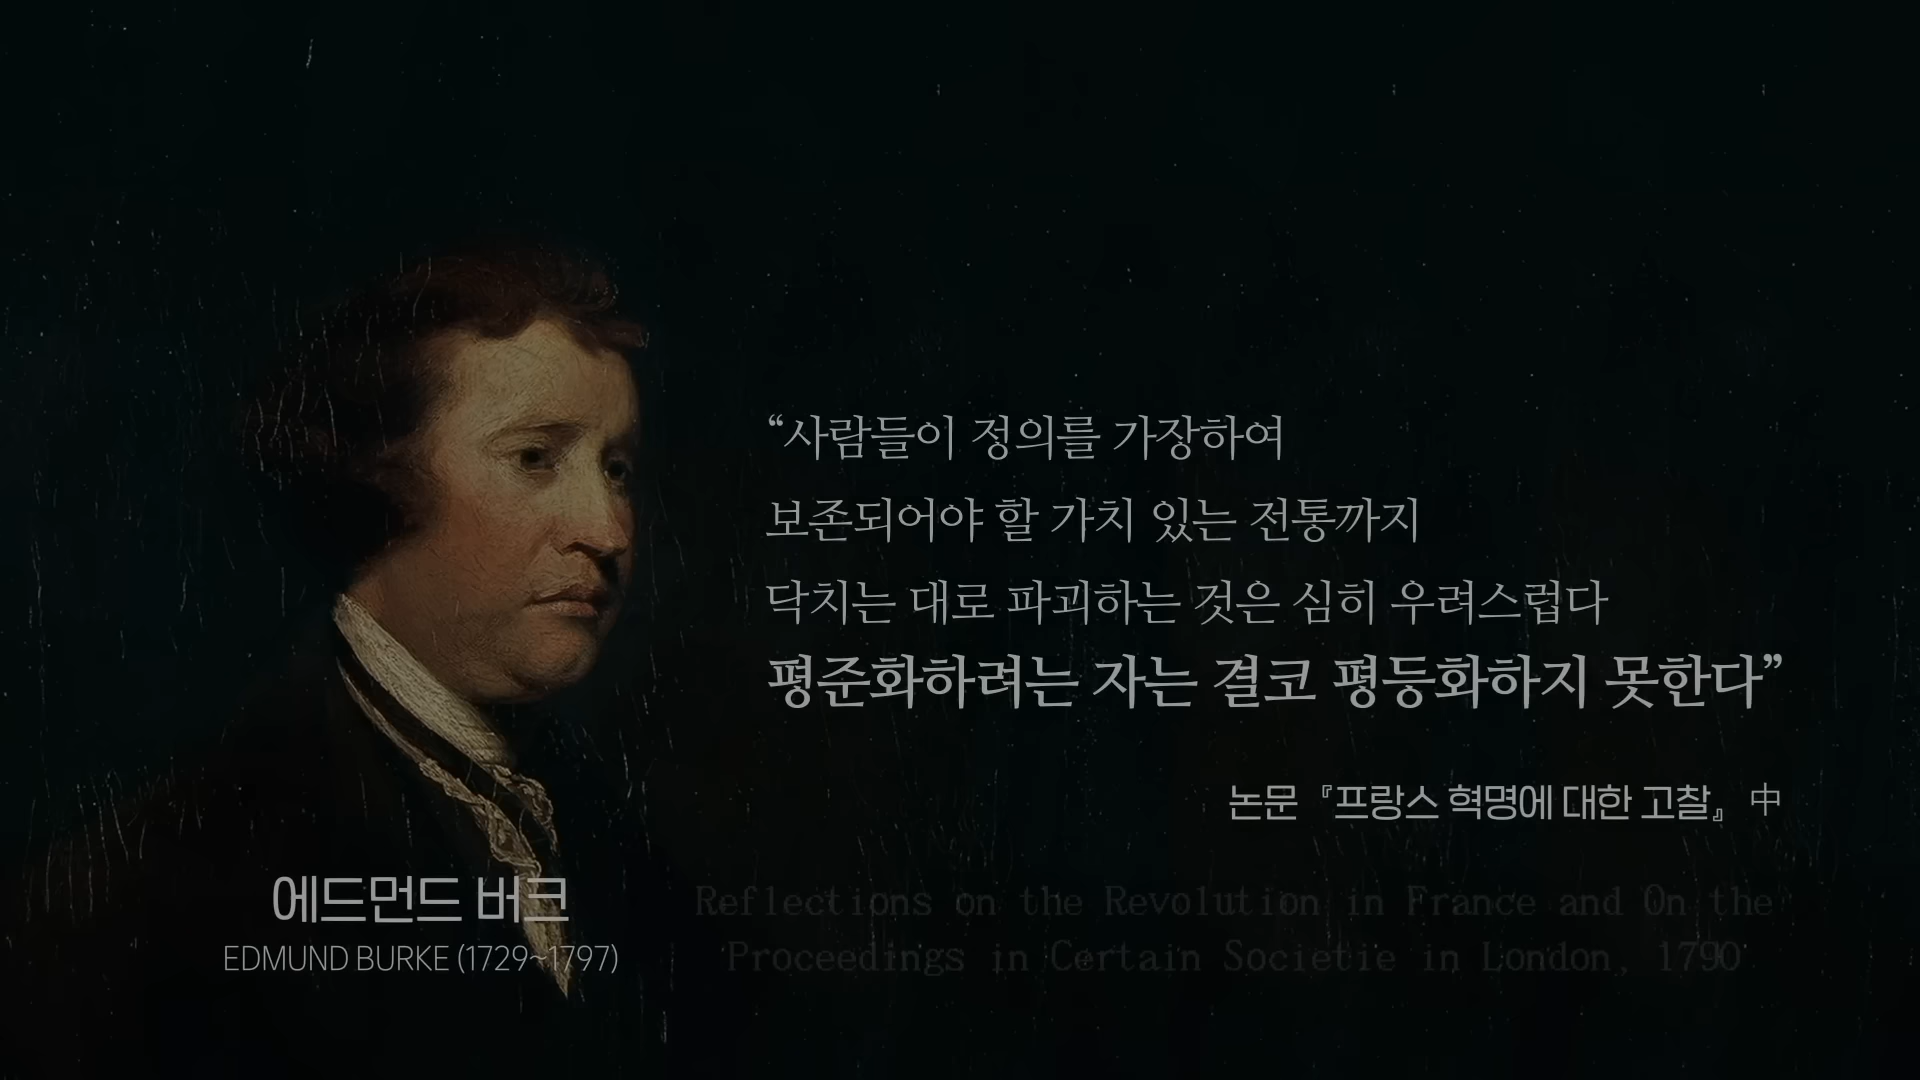 “사람들이 정의를 가장하여
보존되어야 할 가치 있는 전통까지
닥치는 대로 파괴하는 것은 심히 우려스럽다
평준화하려는 자는 결코 평등화하지 못한다”
논문『프랑스 혁명에 대한 고찰』 中
에드먼드 버크
EDMUND BURKE (1729~1797)
Reflections on the Revolution in France and On the
Proceedings in Certain Societie in London, 1790